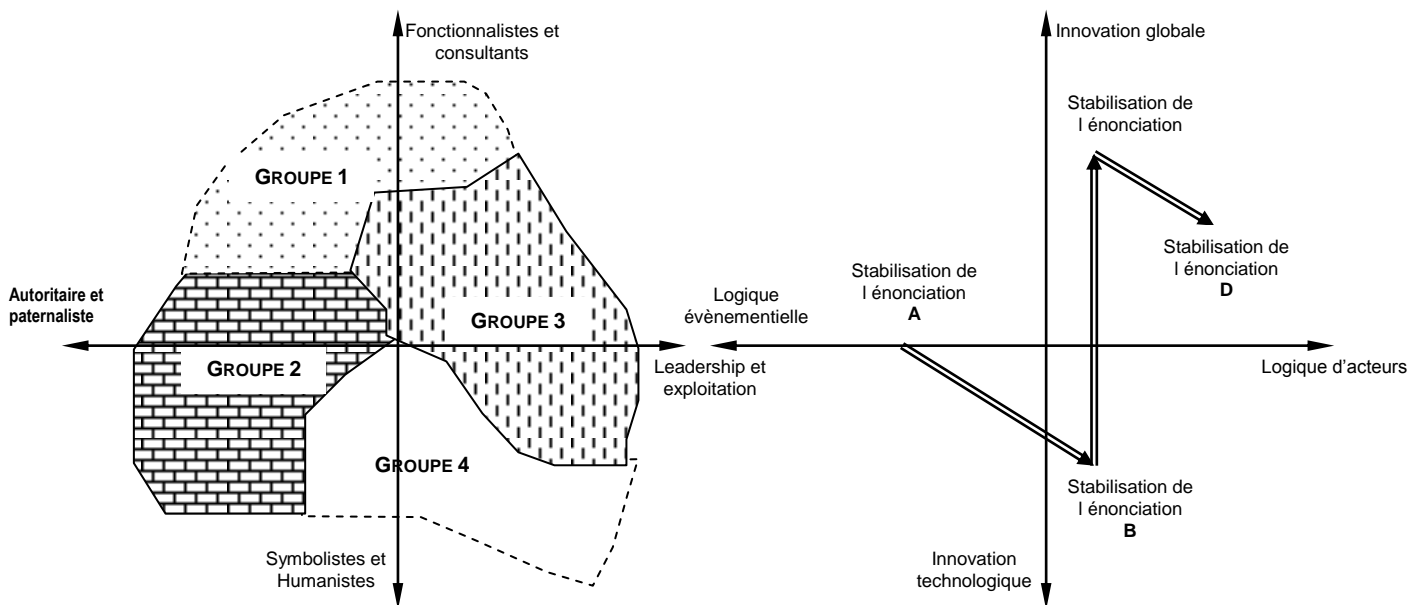 Fonctionnalistes et
consultants
GROUPE 1
Autoritaire et
paternaliste
GROUPE 3
GROUPE 2
Leadership et
exploitation
GROUPE 4
Symbolistes et
Humanistes
Innovation globale
Stabilisation de
l énonciation
Stabilisation de
l énonciation
D
Stabilisation de
l énonciation
A
Logique
évènementielle
Logique d’acteurs
Stabilisation de
l énonciation
B
Innovation
technologique